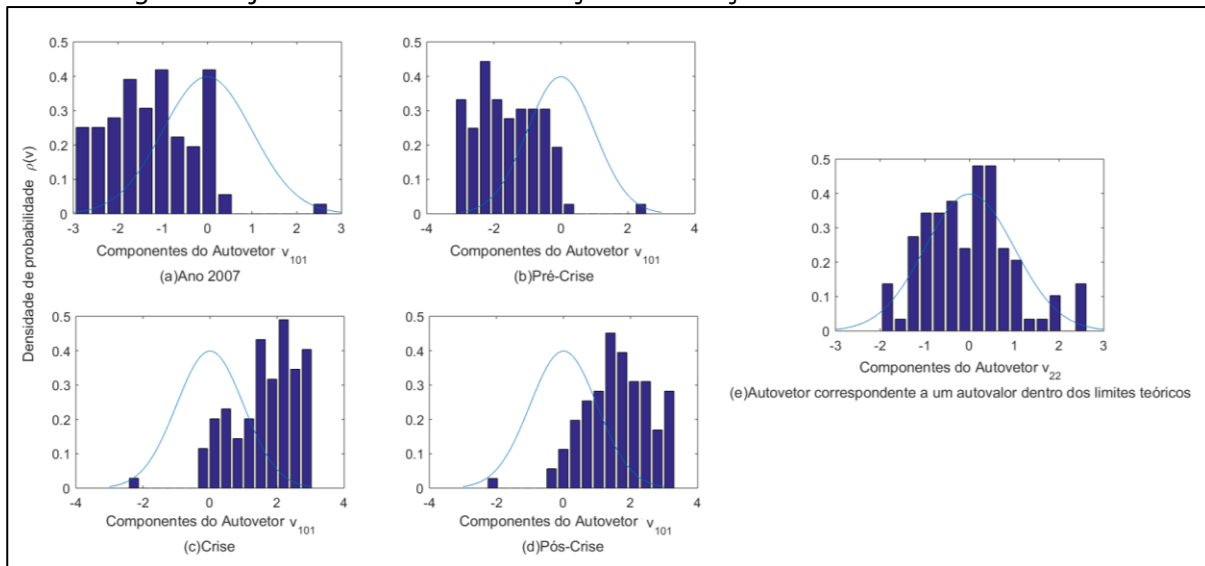 0.5
0.4
0.3
0.2
0.1
0
-3 -2 -1 0 1 2 3
Componentes do Autovetor v101
(a)Ano 2007
0.5
0.4
0.3
0.2
0.1
0
-4 -2 0 2 4
Componentes do Autovetor v101
(b)Pré-Crise
Densidade de probabilidade ρ(v)
0.5
0.4
0.3
0.2
0.1
0
-4 -2 0 2 4
Componentes do Autovetor v101
(c)Crise
0.5
0.4
0.3
0.2
0.1
0
-4 -2 0 2 4
Componentes do Autovetor v101
(d)Pós-Crise
0.5
0.4
0.3
0.2
0.1
0
-3 -2 -1 0 1 2 3
Componentes do Autovetor v22
(e)Autovetor correspondente a um autovalor dentro dos limites teóricos